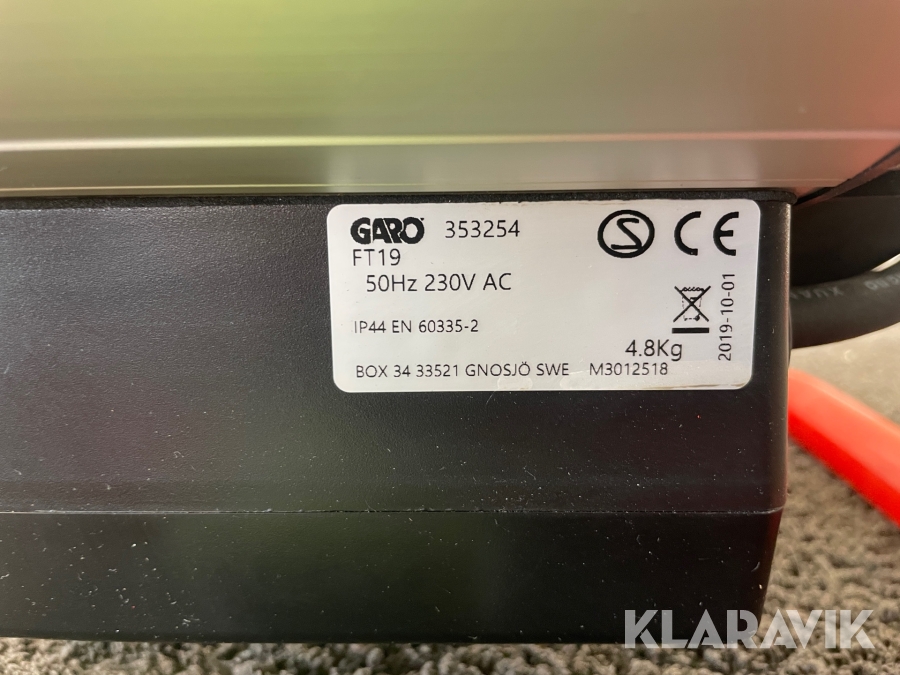 GARO 353254
FT19
50Hz 230V AC
IP44 EN 60335-2
4.8Kg
2019-10-01
BOX 34 33521 GNOSJÖ SWE M3012518
KLARAVIK